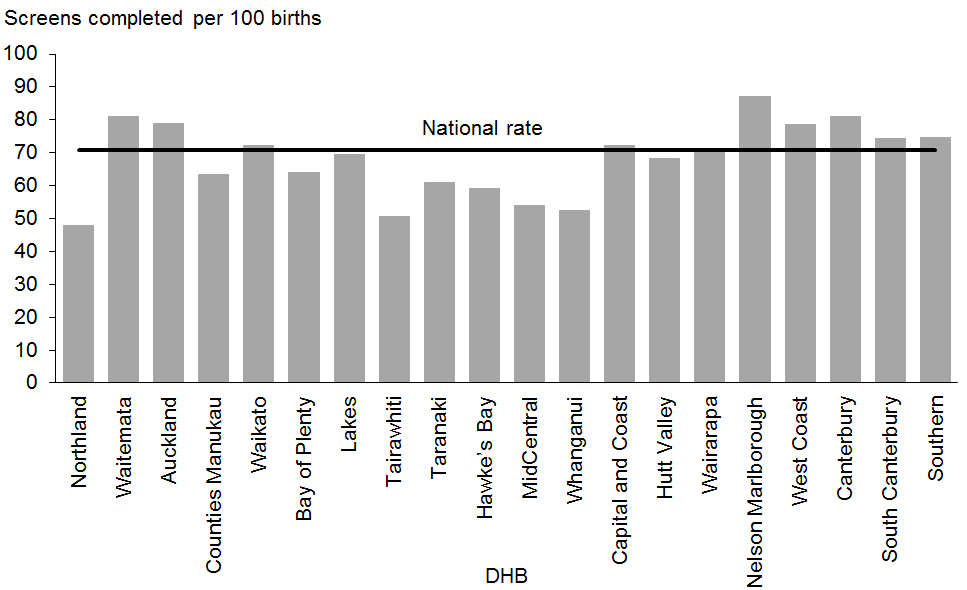 Screens completed per 100 births
100
90
80
70
60
50
40
30
20
10
0
National rate
Northland
Waitemata
Auckland
Counties Manukau
Waikato
Bay of Plenty
Lakes
Tairawhiti
Taranaki
Hawke’s Bay
MidCentral
Whanganui
Capital and Coast
Hutt Valley
Wairarapa
Nelson Marlborough
West Coast
Canterbury
South Canterbury
Southern
DHB